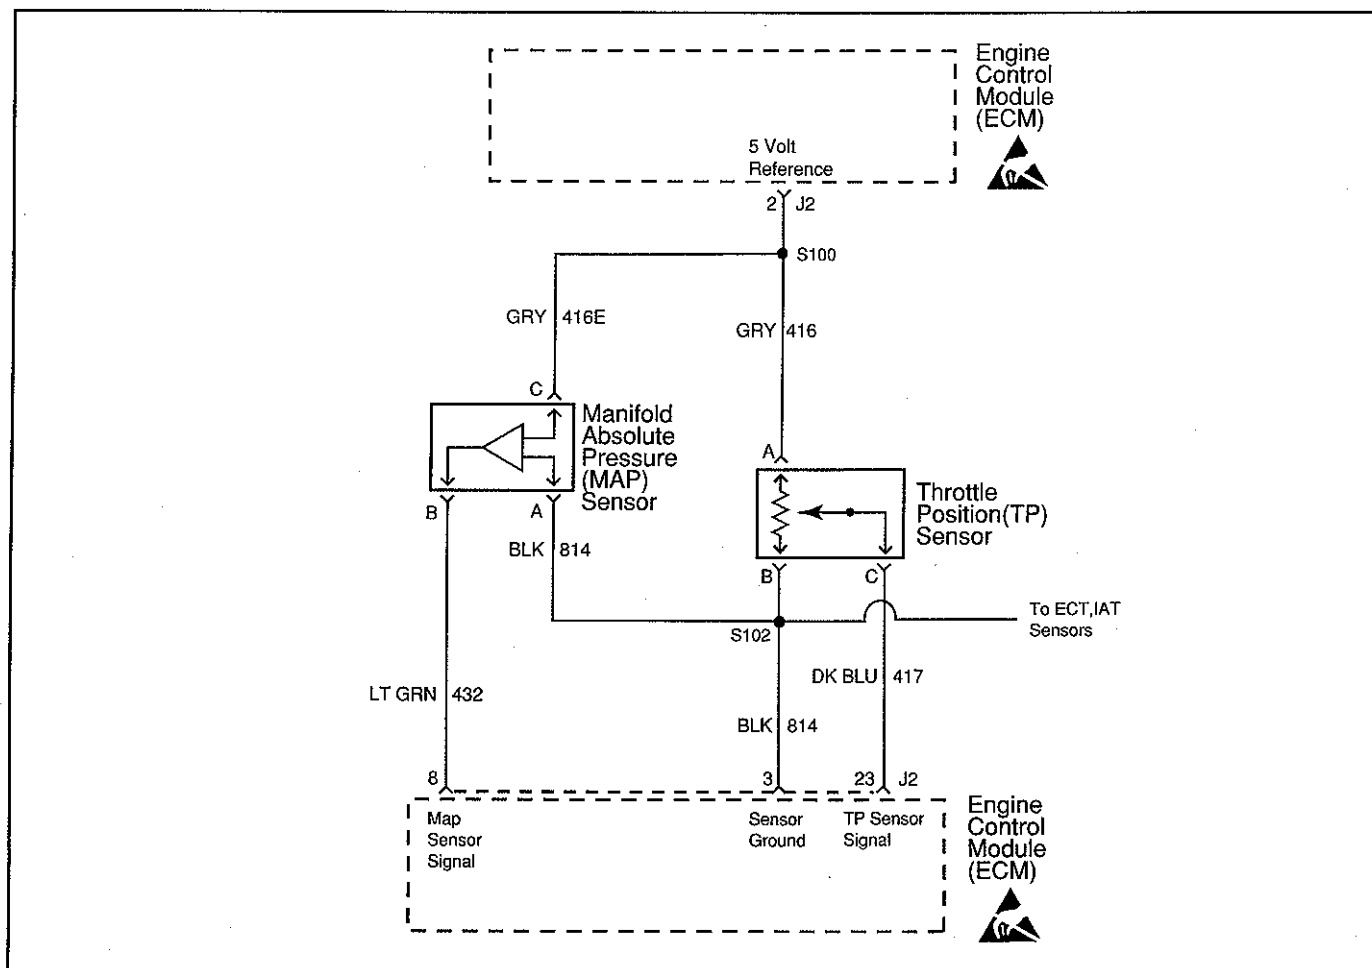 Engine
Control
Module
(ECM)
5 Volt
Reference
2 J2
S100
GRY 416E
GRY 416
C
Manifold
Absolute
Pressure
(MAP)
Sensor
A
Throttle
Position(TP)
Sensor
B A
BLK 814
B C
To ECT,IAT
Sensors
S102
DK BLU 417
LT GRN 432
BLK 814
8 3 23 J2
Map
Sensor
Signal
Sensor
Ground
TP Sensor
Signal
Engine
Control
Module
(ECM)